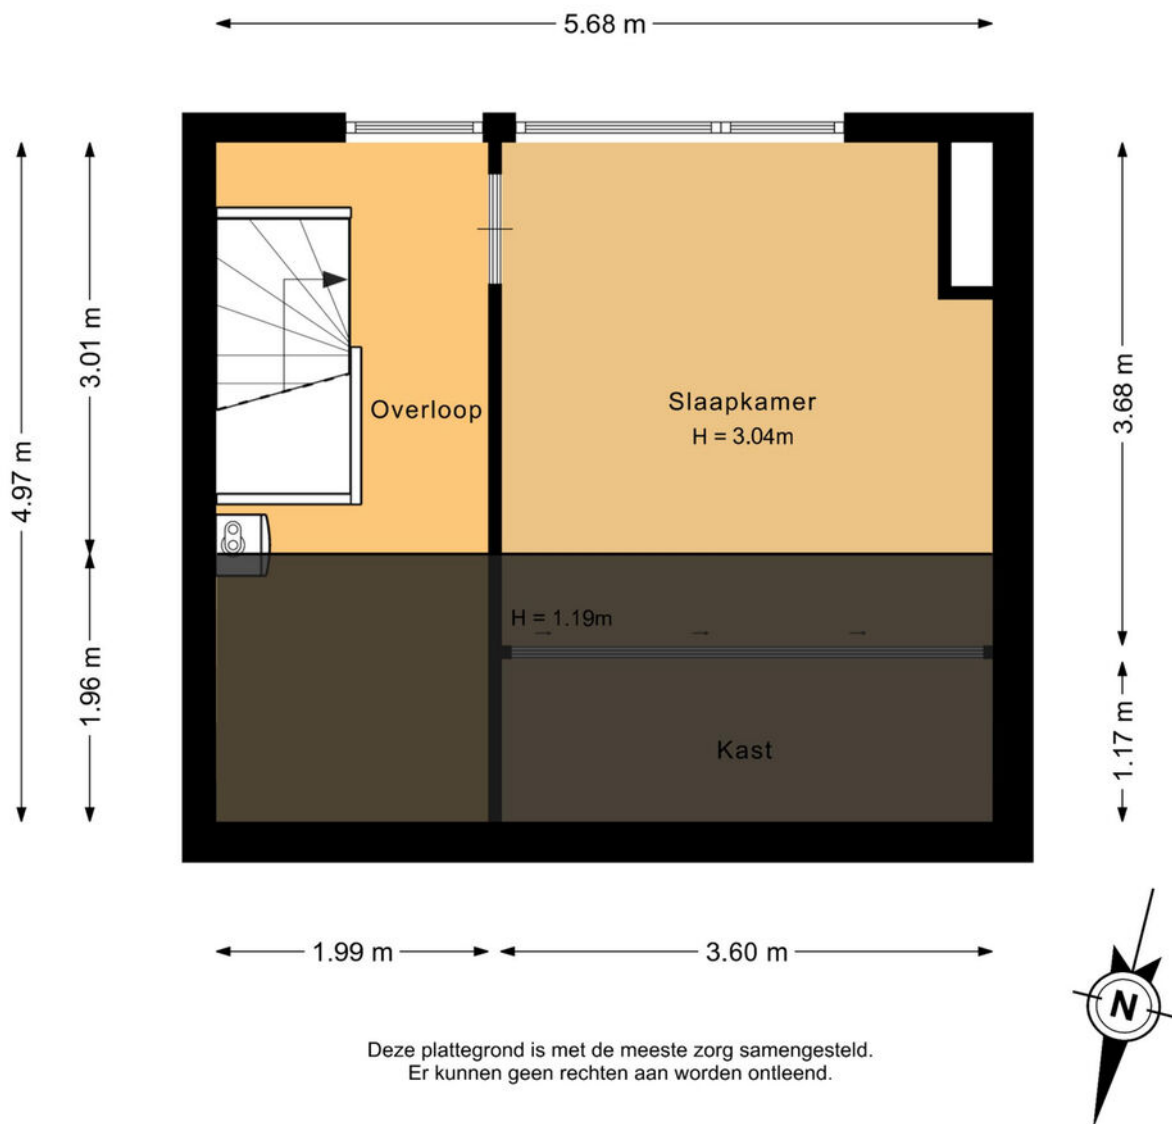 5.68 m
3.01 m
4.97 m
1.96 m
3.68 m
1.17 m
Overloop
Slaapkamer
H = 3.04m
H = 1.19m
Kast
1.99 m
3.60 m
N
Deze plattegrond is met de meeste zorg samengesteld.
Er kunnen geen rechten aan worden ontleend.